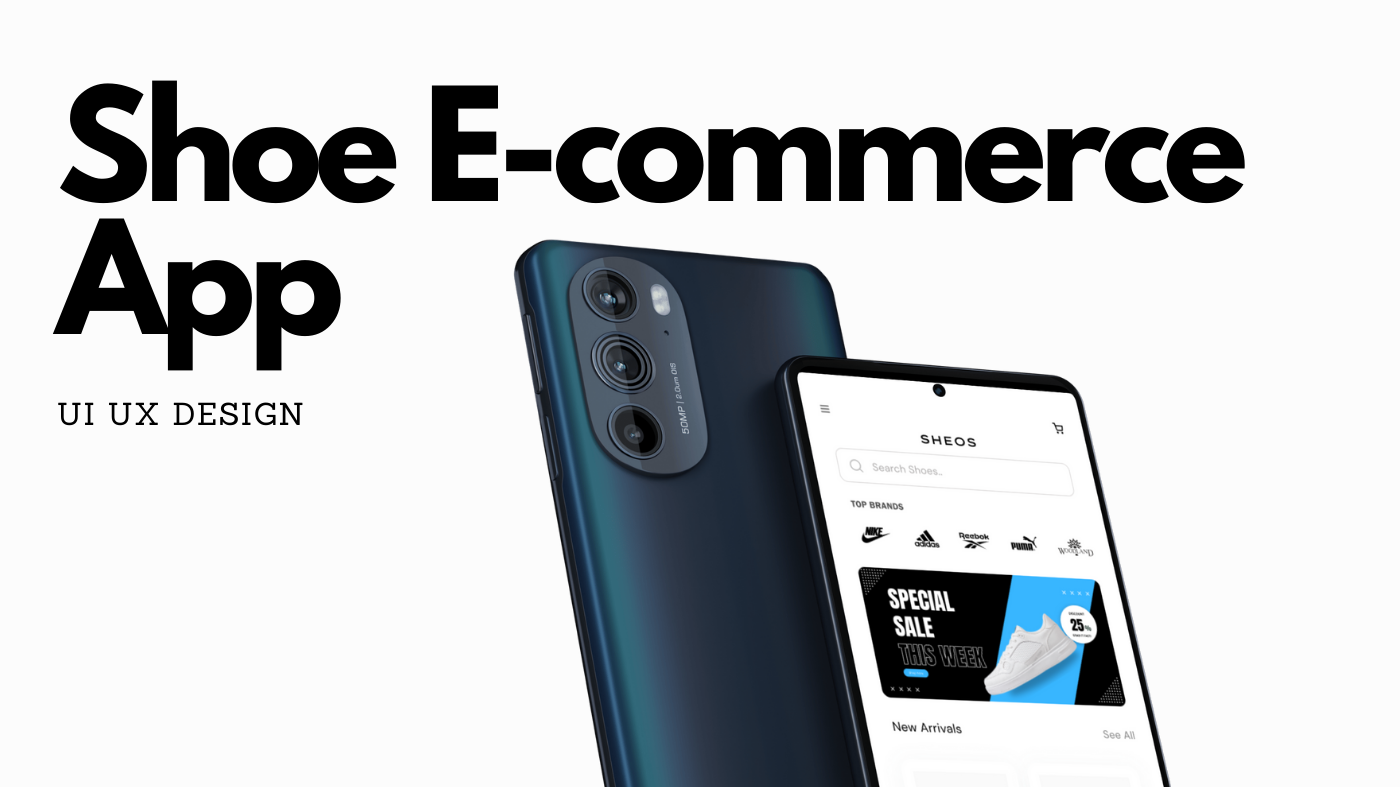 Shoe E-commerce
App
UI UX DESIGN
50MP | 2.0um OIS
SHEOS
Search Shoes..
TOP BRANDS
NIKE
adidas
Reebok
PUMA
WOODLAND
SPECIAL
SALE
THIS WEEK
25%
x x x x
x x x x
New Arrivals
See All